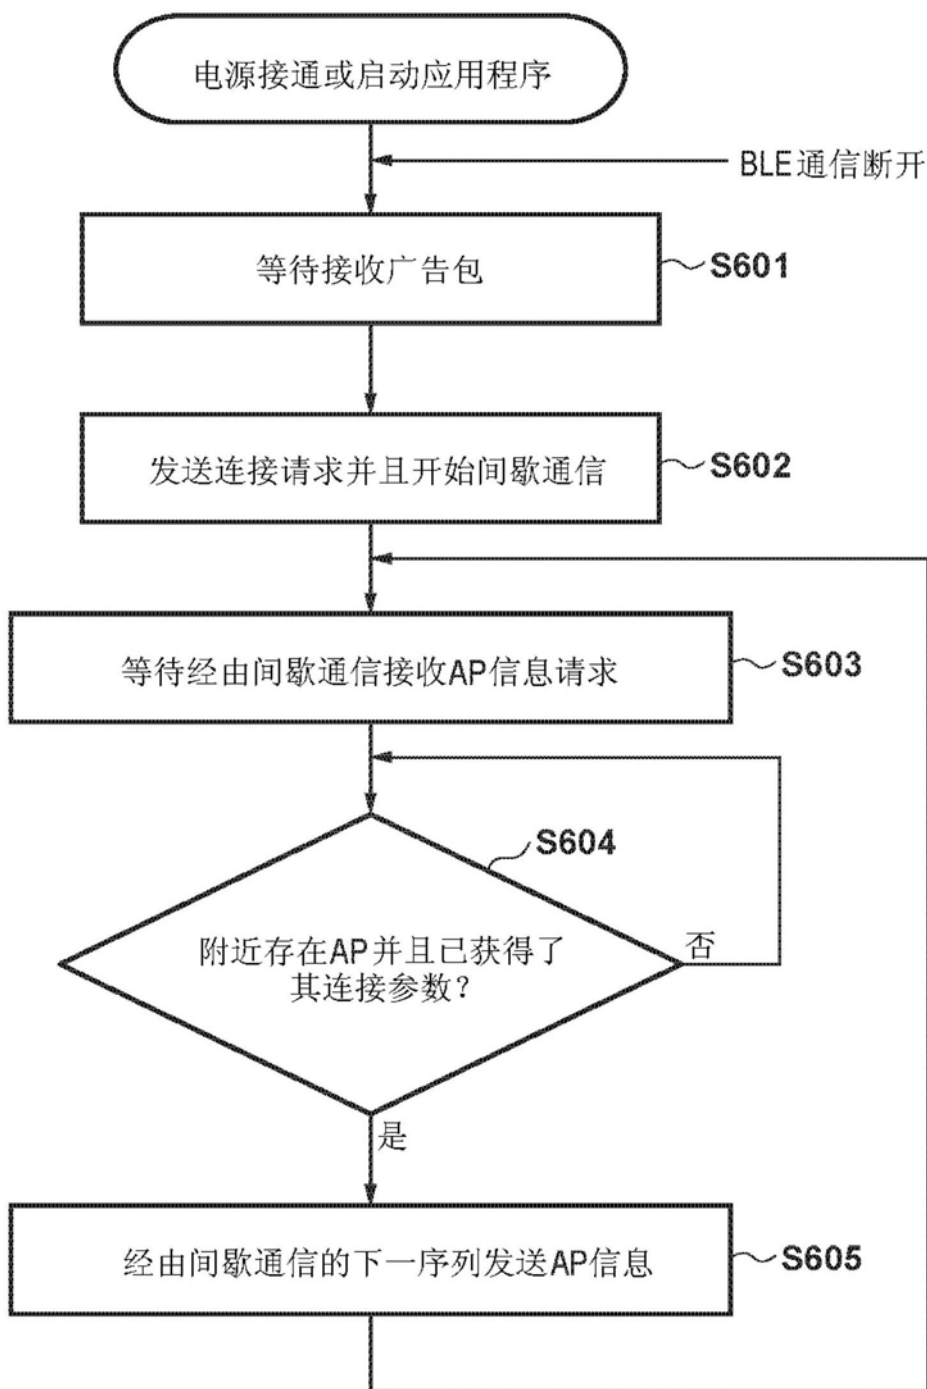 电源接通或启动应用程序
BLE通信断开
等待接收广告包
S601
发送连接请求并且开始间歇通信
S602
等待经由间歇通信接收AP信息请求
S603
S604
附近存在AP并且已获得了
其连接参数?
否
是
经由间歇通信的下一序列发送AP信息
S605